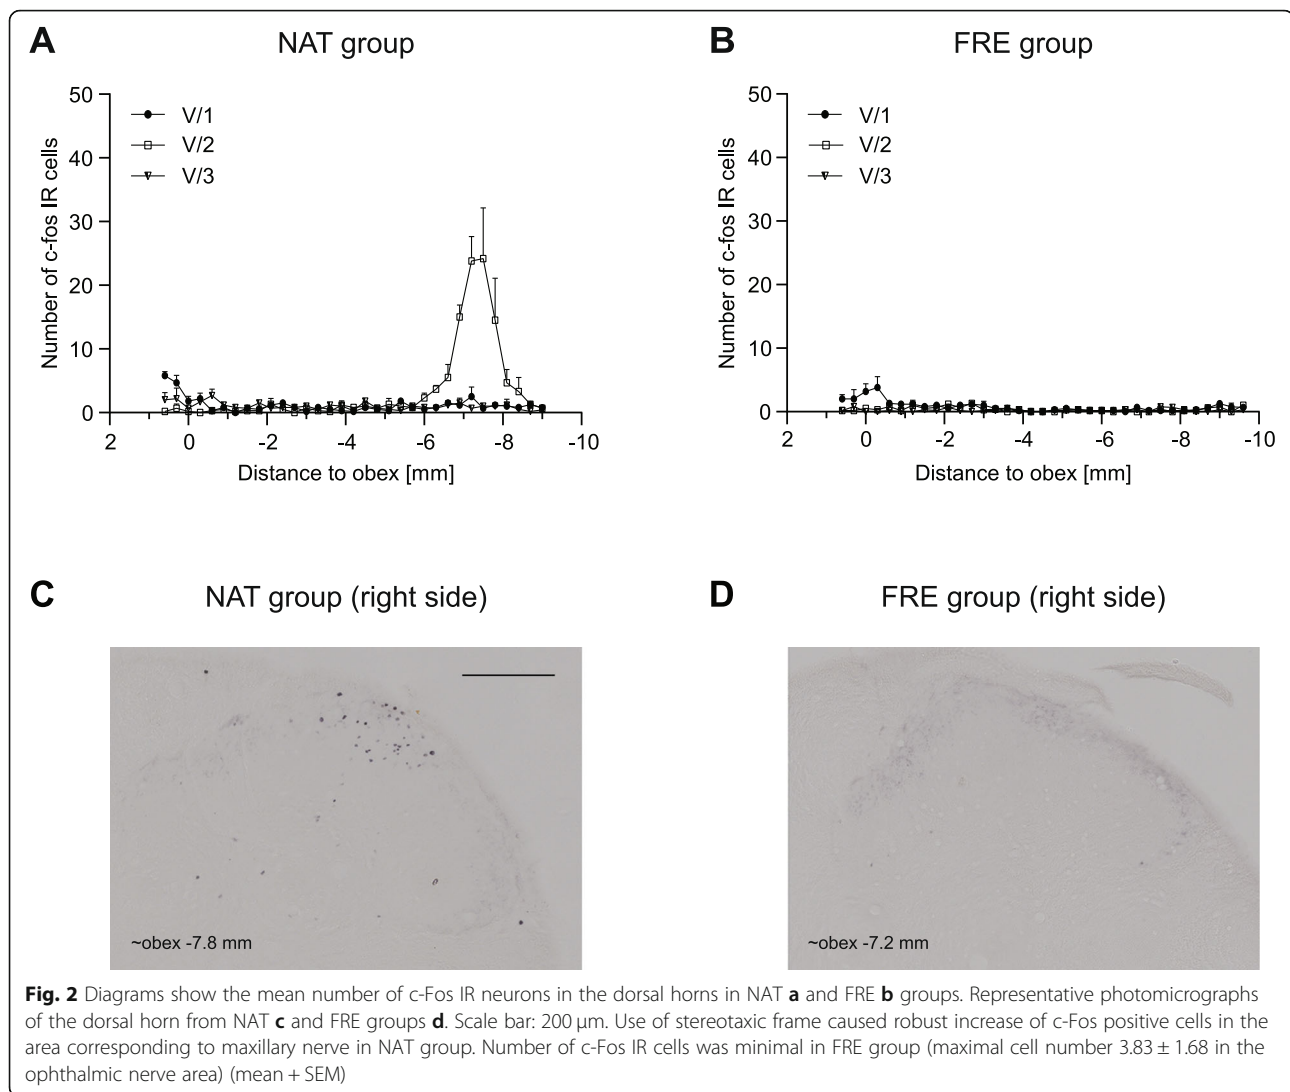 A
NAT group
50
40
30
20
10
0
Number of c-fos IR cells
V/1
V/2
V/3
2
0
-2
-4
-6
-8
-10
Distance to obex [mm]
B
FRE group
50
40
30
20
10
0
Number of c-fos IR cells
V/1
V/2
V/3
2
0
-2
-4
-6
-8
-10
Distance to obex [mm]
C
NAT group (right side)
~obex -7.8 mm
D
FRE group (right side)
~obex -7.2 mm
Fig. 2 Diagrams show the mean number of c-Fos IR neurons in the dorsal horns in NAT a and FRE b groups. Representative photomicrographs
of the dorsal horn from NAT c and FRE groups d. Scale bar: 200 μm. Use of stereotaxic frame caused robust increase of c-Fos positive cells in the
area corresponding to maxillary nerve in NAT group. Number of c-Fos IR cells was minimal in FRE group (maximal cell number 3.83 ± 1.68 in the
ophthalmic nerve area) (mean + SEM)